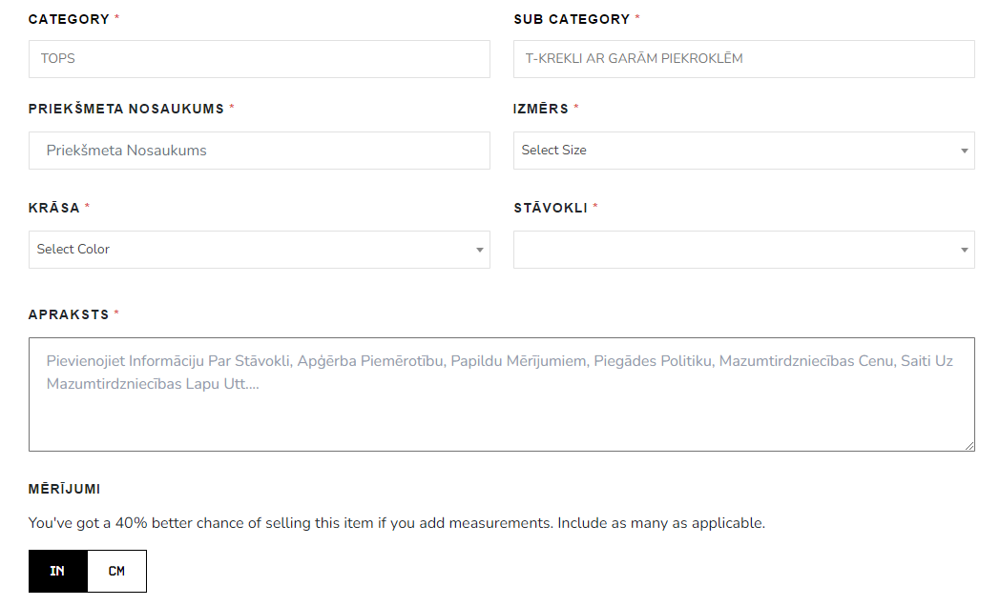 CATEGORY *
SUB CATEGORY *
TOPS
T-KREKLI AR GARĀM PIEKROKLĒM
PRIEKŠMETA NOSAUKUMS *
IZMĒRS *
Priekšmeta Nosaukums
Select Size
KRĀSA *
STĀVOKLI *
Select Color
APRAKSTS *
Pievienojiet Informāciju Par Stāvokli, Apģērba Piemērotību, Papildu Mērījumiem, Piegādes Politiku, Mazumtirdzniecības Cenu, Saiti Uz
Mazumtirdzniecības Lapu Utt....
MĒRĪJUMI
You've got a 40% better chance of selling this item if you add measurements. Include as many as applicable.
IN CM